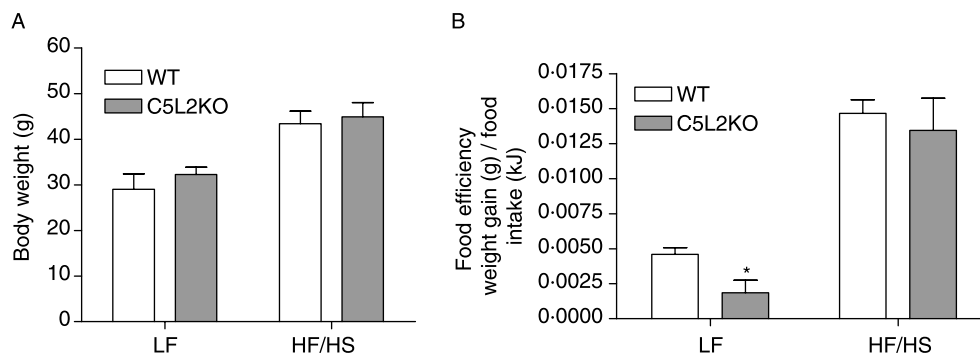 A
Body weight (g)
60
50
40
30
20
10
0
WT
C5L2KO
LF
HF/HS
B
Food efficiency
weight gain (g) / food
intake (kJ)
0·0175
0·0150
0·0125
0·0100
0·0075
0·0050
0·0025
0·0000
WT
C5L2KO
*
LF
HF/HS